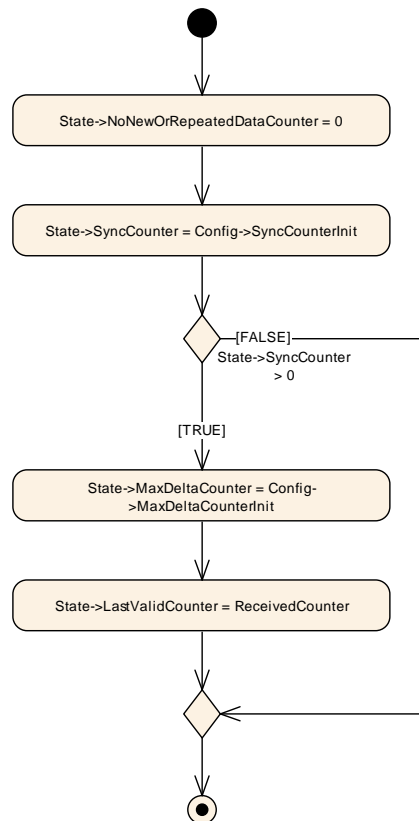 State->NoNewOrRepeatedDataCounter = 0
State->SyncCounter = Config->SyncCounterInit
[FALSE]
State->SyncCounter
> 0
[TRUE]
State->MaxDeltaCounter = Config-
>MaxDeltaCounterInit
State->LastValidCounter = ReceivedCounter